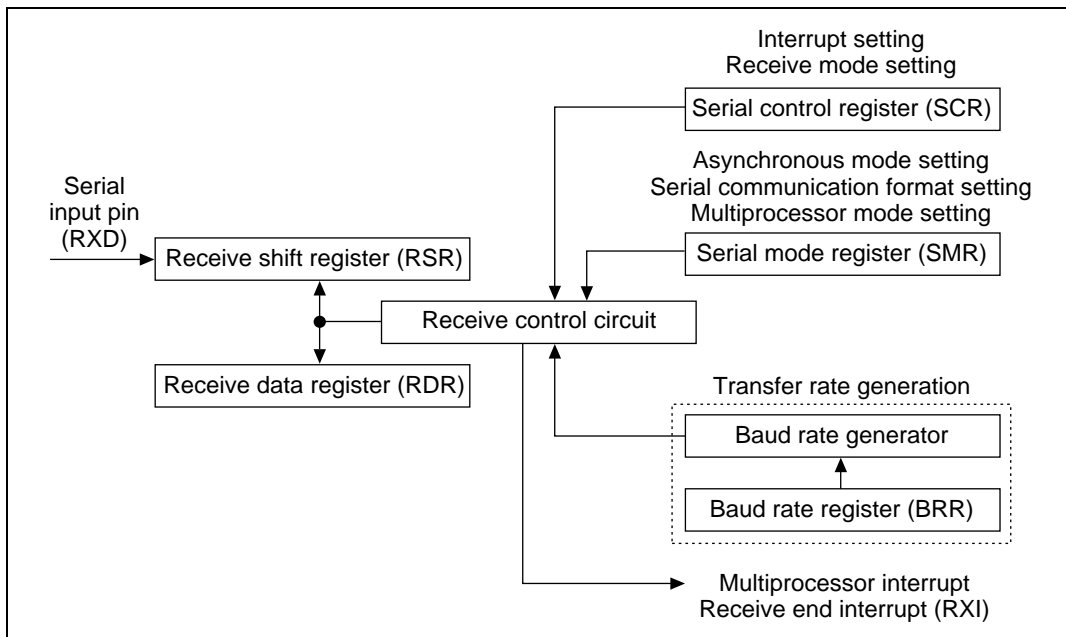 Interrupt setting
Receive mode setting
Serial control register (SCR)
Asynchronous mode setting
Serial communication format setting
Multiprocessor mode setting
Serial mode register (SMR)
Serial
input pin
(RXD)
Receive shift register (RSR)
Receive control circuit
Receive data register (RDR)
Transfer rate generation
Baud rate generator
Baud rate register (BRR)
Multiprocessor interrupt
Receive end interrupt (RXI)